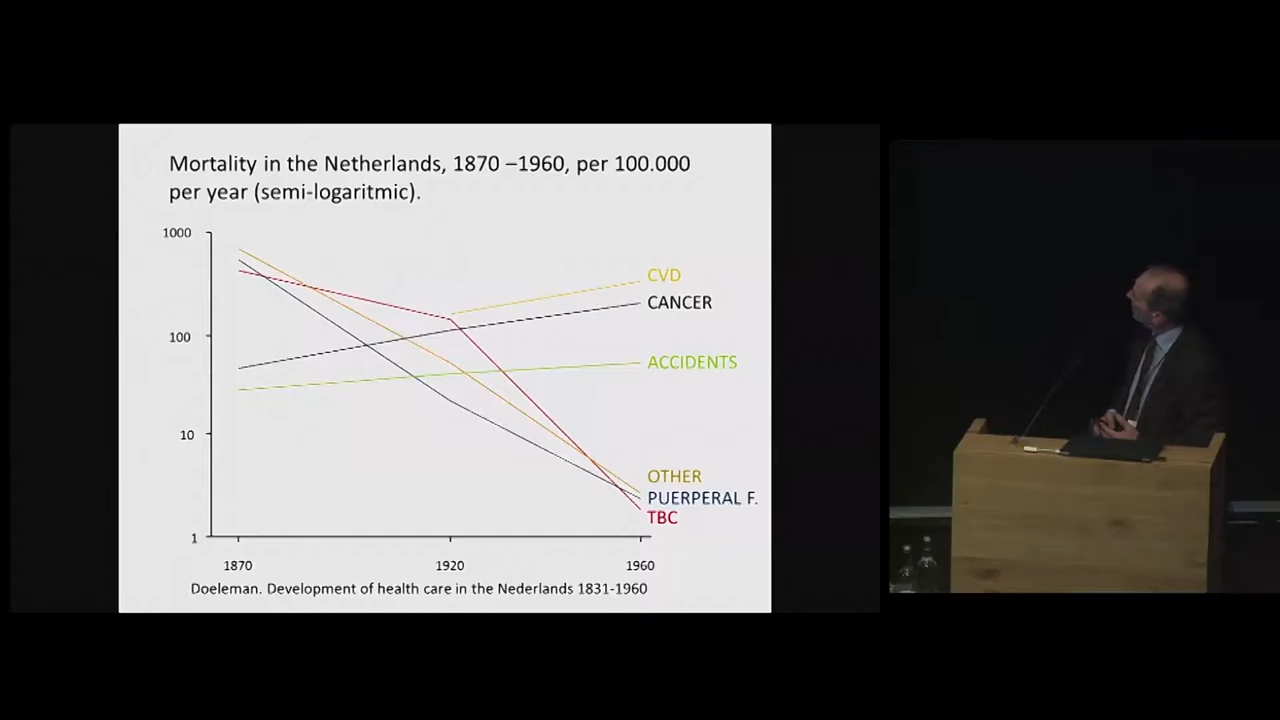 Mortality in the Netherlands, 1870 –1960, per 100.000
per year (semi-logaritmic).
1000
100
10
1
CVD
CANCER
ACCIDENTS
OTHER
PUERPERAL F.
TBC
1870
1920
1960
Doeleman. Development of health care in the Nederlands 1831-1960